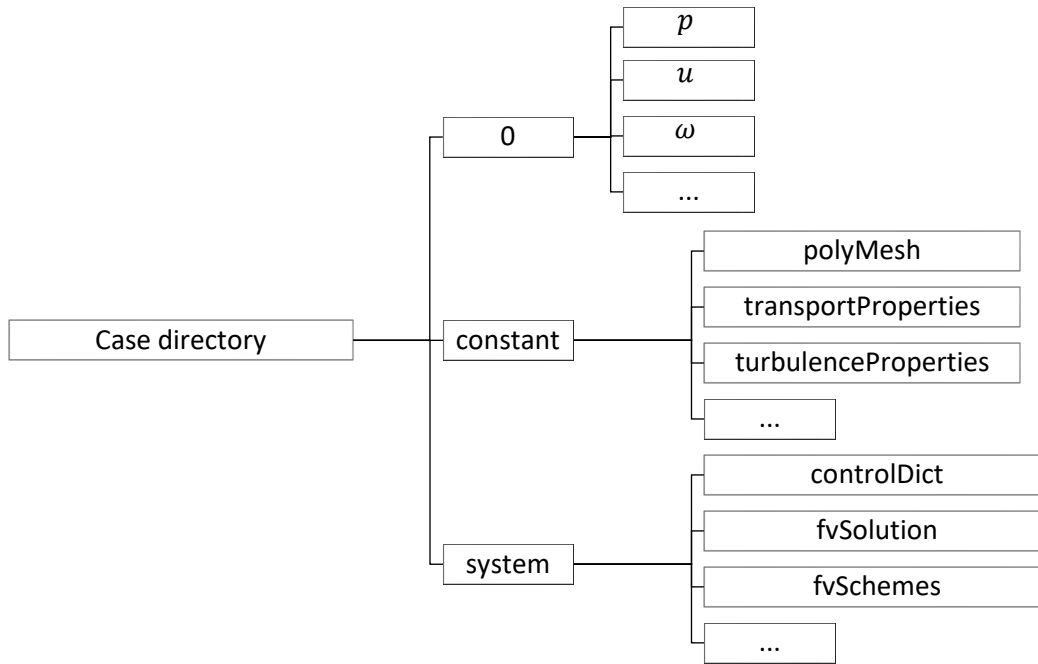 p
u
ω
0
...
polyMesh
transportProperties
Case directory
constant
turbulenceProperties
...
controlDict
fvSolution
system
fvSchemes
...